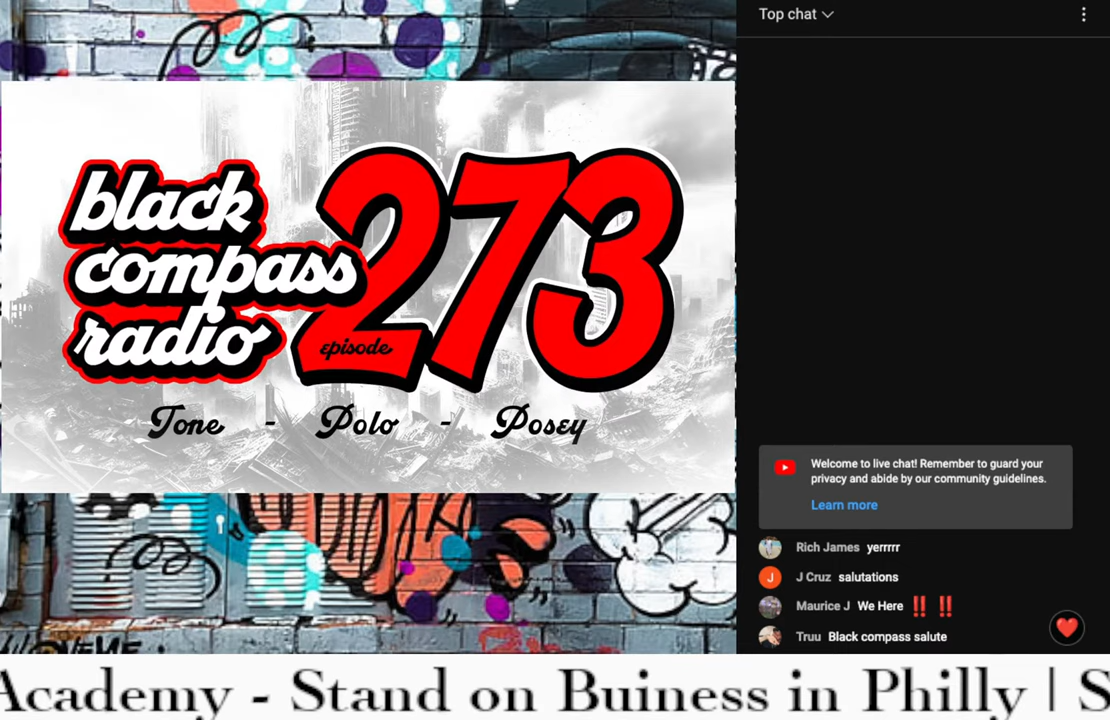 Top chat
black
compass
radio
273
episode
Tone - Polo - Posey
Welcome to live chat! Remember to guard your
privacy and abide by our community guidelines.
Learn more
Rich James yerrrrr
J
J Cruz salutations
Maurice J We Here ‼️ ‼️
Truu Black compass salute
Academy - Stand on Buiness in Philly | S